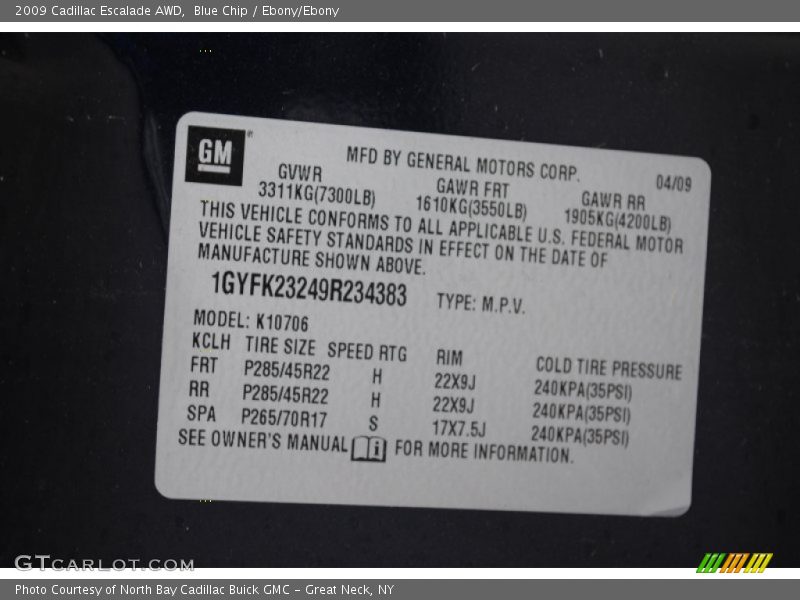 2009 Cadillac Escalade AWD, Blue Chip / Ebony/Ebony
GM
MFD BY GENERAL MOTORS CORP. 04/09
GVWR GAWR FRT GAWR RR
3311KG(7300LB) 1610KG(3550LB) 1905KG(4200LB)
THIS VEHICLE CONFORMS TO ALL APPLICABLE U.S. FEDERAL MOTOR
VEHICLE SAFETY STANDARDS IN EFFECT ON THE DATE OF
MANUFACTURE SHOWN ABOVE.
1GYFK23249R234383 TYPE: M.P.V.
MODEL: K10706
KCLH TIRE SIZE SPEED RTG RIM COLD TIRE PRESSURE
FRT P285/45R22 H 22X9J 240KPA(35PSI)
RR P285/45R22 H 22X9J 240KPA(35PSI)
SPA P265/70R17 S 17X7.5J 240KPA(35PSI)
SEE OWNER'S MANUAL i FOR MORE INFORMATION.
GTCARLOT.COM
Photo Courtesy of North Bay Cadillac Buick GMC - Great Neck, NY